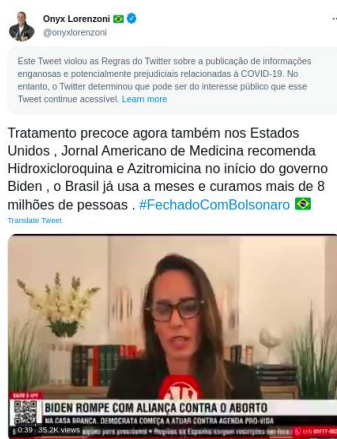 Onyx Lorenzoni
@onyxlorenzoni
Este Tweet violou as Regras do Twitter sobre a publicação de informações
enganosas e potencialmente prejudiciais relacionadas à COVID-19. No
entanto, o Twitter determinou que pode ser do interesse público que esse
Tweet continue acessível. Learn more
Tratamento precoce agora também nos Estados
Unidos , Jornal Americano de Medicina recomenda
Hidroxicloroquina e Azitromicina no início do governo
Biden , o Brasil já usa a meses e curamos mais de 8
milhões de pessoas . #FechadoComBolsonaro
Translate Tweet
BIDEN ROMPE COM ALIANÇA CONTRA O ABORTO
NA CASA BRANCA, DEMOCRATA COMEÇA A ATUAR CONTRA AGENDA PRÓ-VIDA
0:39 35.2K views